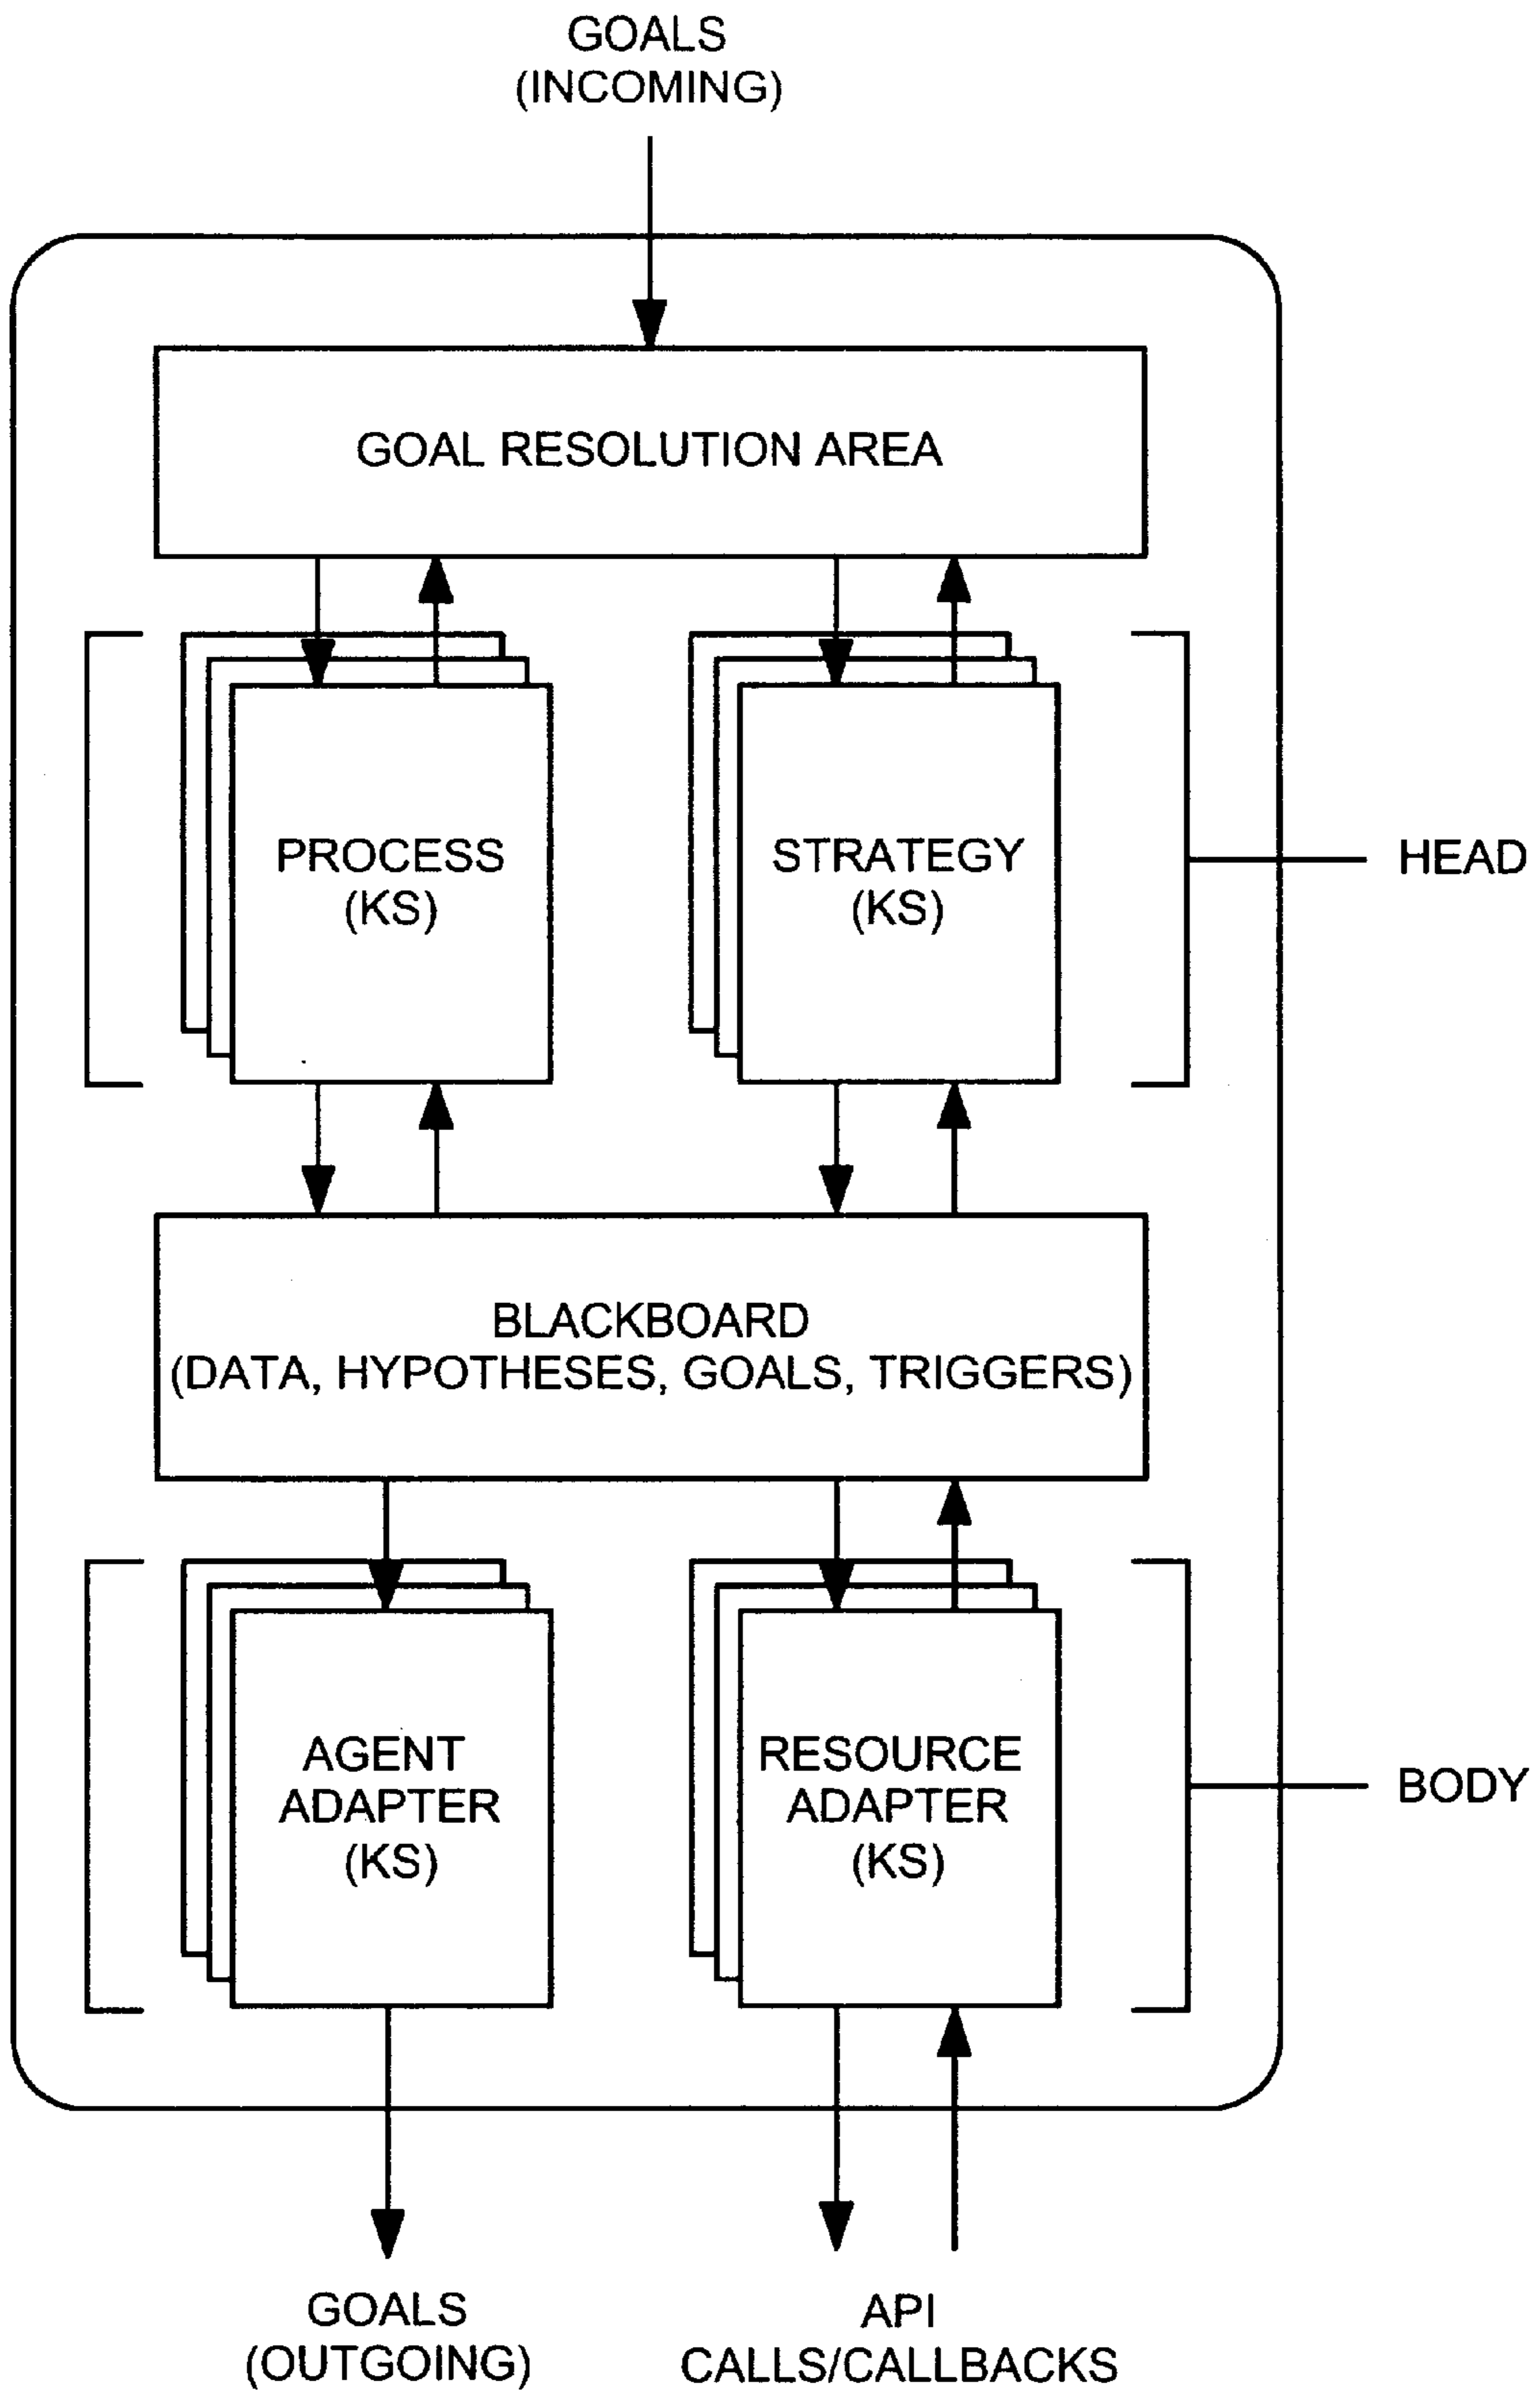 GOALS
(INCOMING)
GOAL RESOLUTION AREA
PROCESS
(KS)
STRATEGY
(KS)
HEAD
BLACKBOARD
(DATA, HYPOTHESES, GOALS, TRIGGERS)
AGENT
ADAPTER
(KS)
RESOURCE
ADAPTER
(KS)
BODY
GOALS
(OUTGOING)
API
CALLS/CALLBACKS